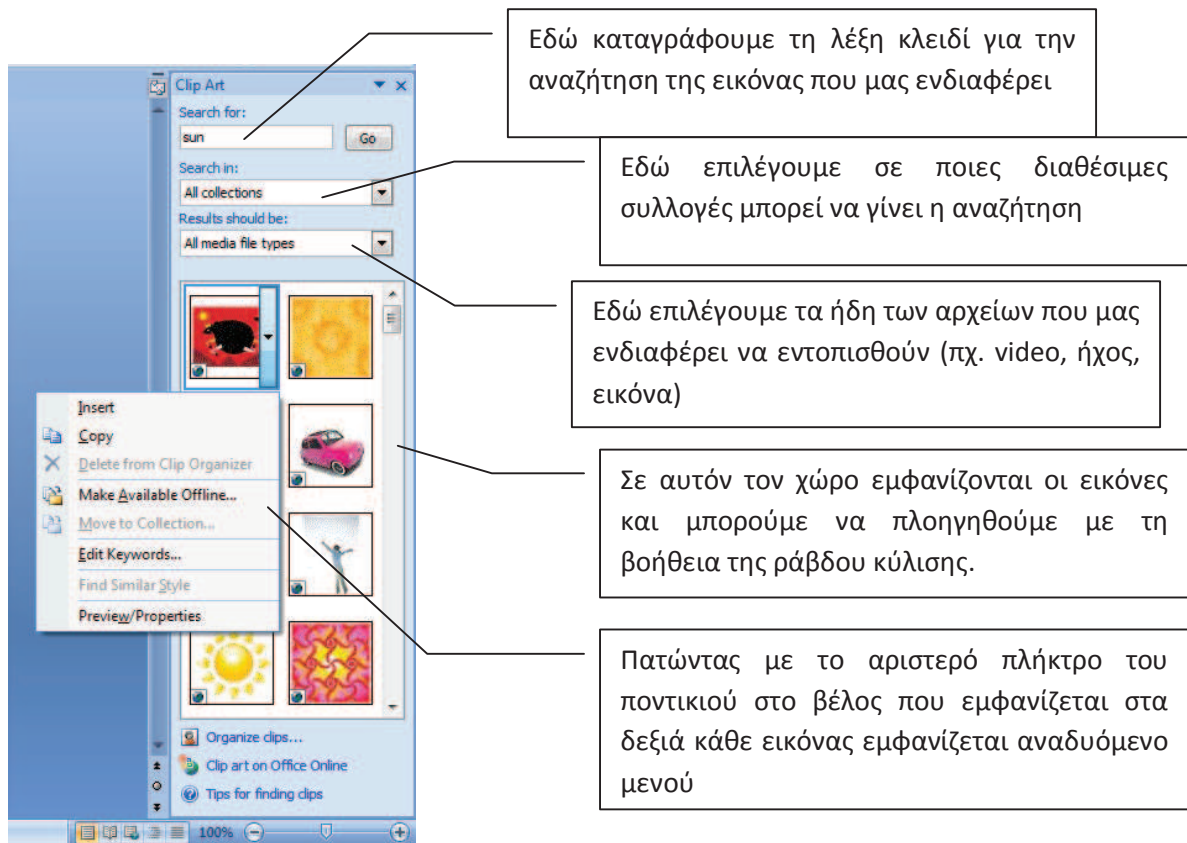 Clip Art
Search for:
sun
Go
Search in:
All collections
Results should be:
All media file types
Insert
Copy
Delete from Clip Organizer
Make Available Offline...
Move to Collection...
Edit Keywords...
Find Similar Style
Preview/Properties
Organize clips...
Clip art on Office Online
Tips for finding clips
100%
Εδώ καταγράφουμε τη λέξη κλειδί για την
αναζήτηση της εικόνας που μας ενδιαφέρει
Εδώ επιλέγουμε σε ποιες διαθέσιμες
συλλογές μπορεί να γίνει η αναζήτηση
Εδώ επιλέγουμε τα ήδη των αρχείων που μας
ενδιαφέρει να εντοπισθούν (πχ. video, ήχος,
εικόνα)
Σε αυτόν τον χώρο εμφανίζονται οι εικόνες
και μπορούμε να πλοηγηθούμε με τη
βοήθεια της ράβδου κύλισης.
Πατώντας με το αριστερό πλήκτρο του
ποντικιού στο βέλος που εμφανίζεται στα
δεξιά κάθε εικόνας εμφανίζεται αναδυόμενο
μενού